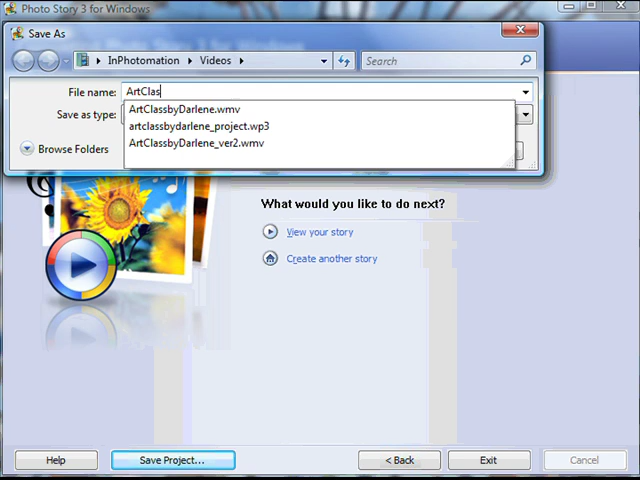 Photo Story 3 for Windows
Save As
InPhotomation
Videos
Search
File name:
ArtClas
Save as type:
ArtClassbyDarlene.wmv
artclassbydarlene_project.wp3
ArtClassbyDarlene_ver2.wmv
Browse Folders
What would you like to do next?
View your story
Create another story
Help
Save Project...
< Back
Exit
Cancel